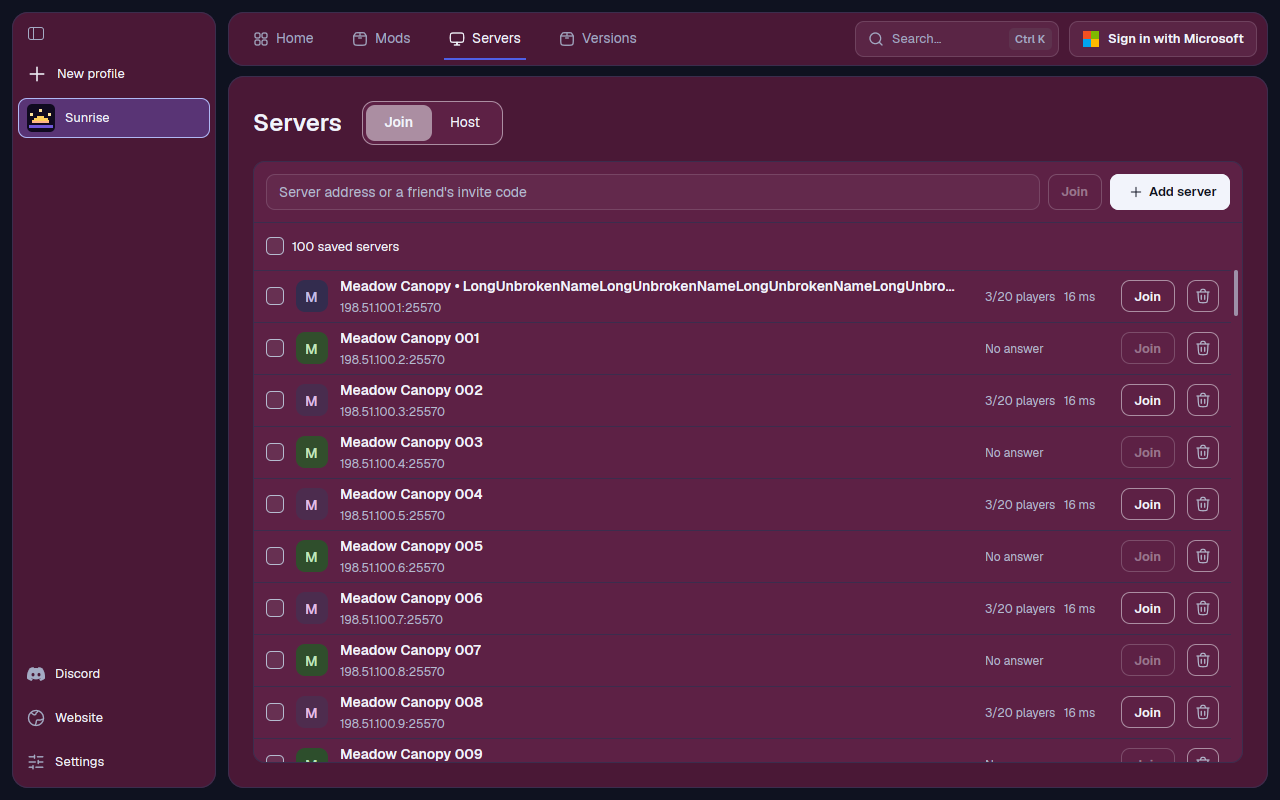 New profile
Sunrise
Discord
Website
Settings
Home
Mods
Servers
Versions
Search...
Ctrl K
Sign in with Microsoft
Servers
Join
Host
Server address or a friend's invite code
Join
Add server
100 saved servers
M
Meadow Canopy • LongUnbrokenNameLongUnbrokenNameLongUnbrokenNameLongUnbro...
198.51.100.1:25570
3/20 players 16 ms
Join
M
Meadow Canopy 001
198.51.100.2:25570
No answer
Join
M
Meadow Canopy 002
198.51.100.3:25570
3/20 players 16 ms
Join
M
Meadow Canopy 003
198.51.100.4:25570
No answer
Join
M
Meadow Canopy 004
198.51.100.5:25570
3/20 players 16 ms
Join
M
Meadow Canopy 005
198.51.100.6:25570
No answer
Join
M
Meadow Canopy 006
198.51.100.7:25570
3/20 players 16 ms
Join
M
Meadow Canopy 007
198.51.100.8:25570
No answer
Join
M
Meadow Canopy 008
198.51.100.9:25570
3/20 players 16 ms
Join
Meadow Canopy 009